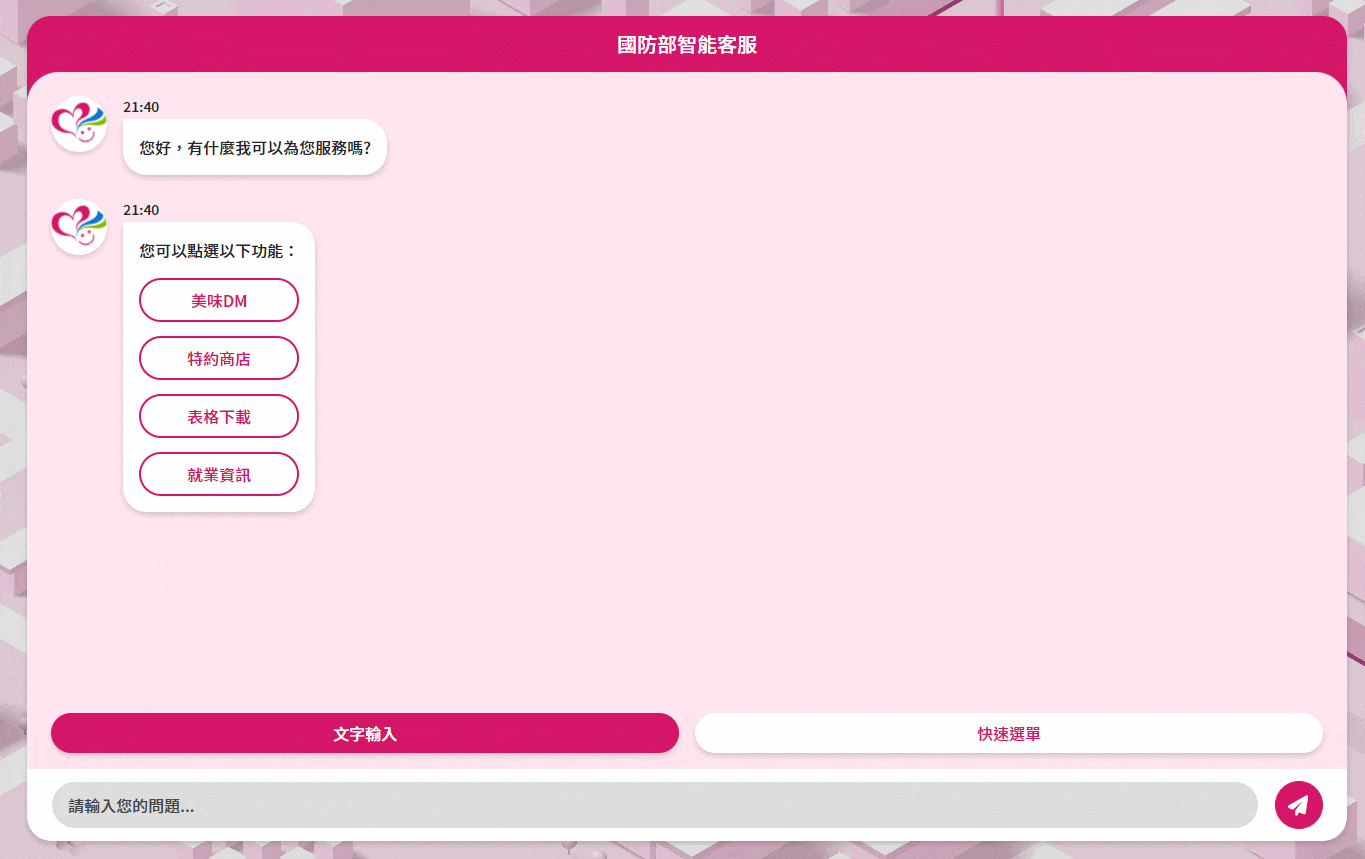 國防部智能客服
21:40
您好，有什麼我可以為您服務嗎?
21:40
您可以點選以下功能：
美味DM
特約商店
表格下載
就業資訊
文字輸入
快速選單
請輸入您的問題...